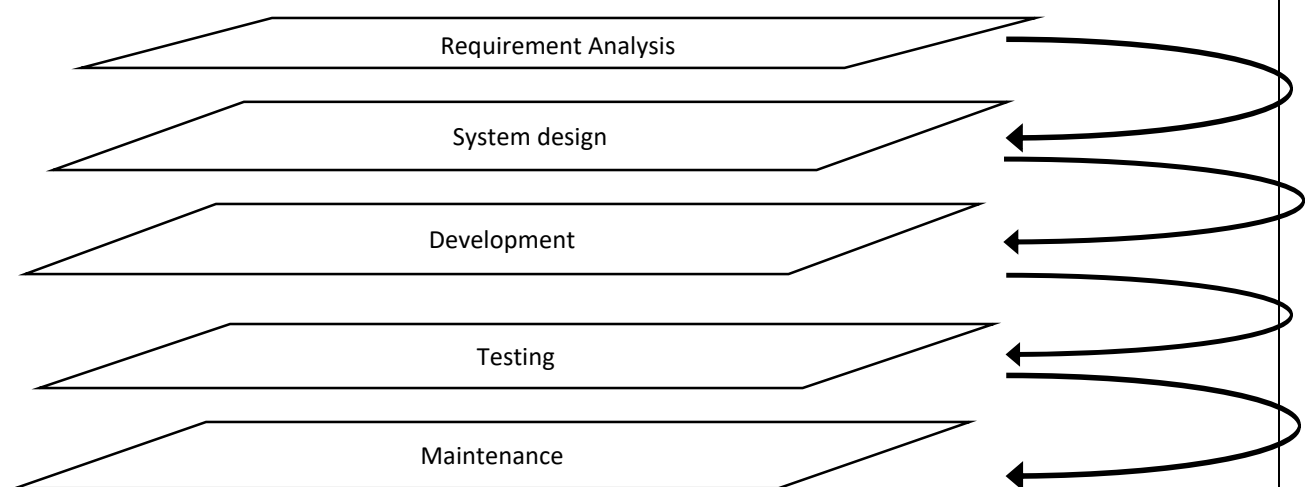 Requirement Analysis
System design
Development
Testing
Maintenance